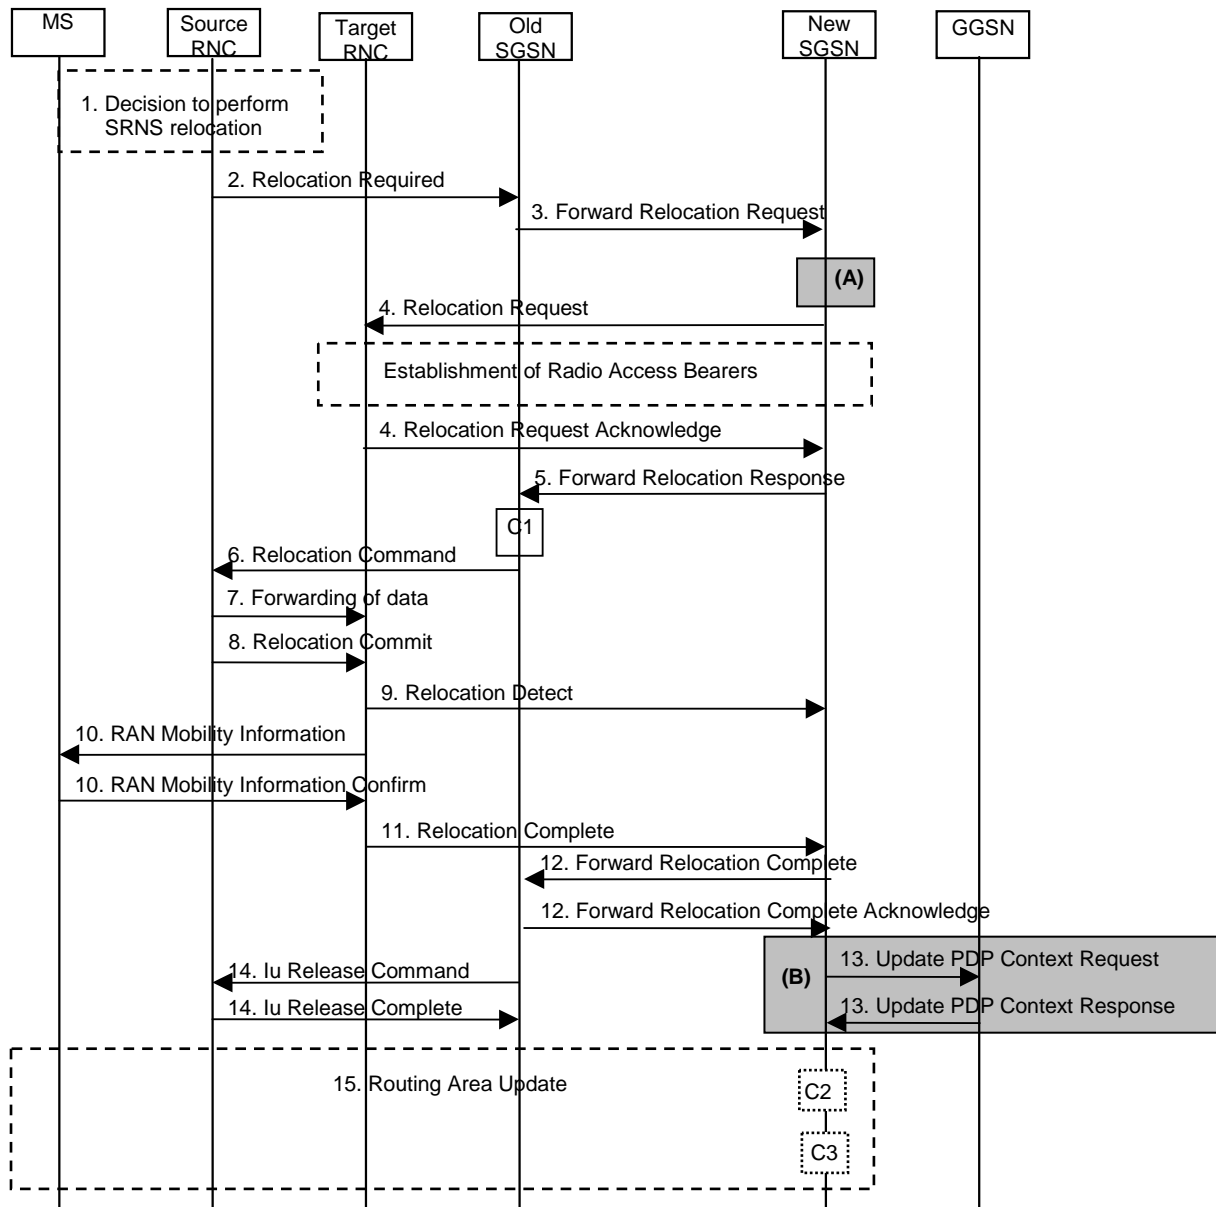 MS
Source
RNC
Target
RNC
Old
SGSN
New
SGSN
GGSN
1. Decision to perform
SRNS relocation
2. Relocation Required
3. Forward Relocation Request
(A)
4. Relocation Request
Establishment of Radio Access Bearers
4. Relocation Request Acknowledge
5. Forward Relocation Response
C1
6. Relocation Command
7. Forwarding of data
8. Relocation Commit
9. Relocation Detect
10. RAN Mobility Information
10. RAN Mobility Information Confirm
11. Relocation Complete
12. Forward Relocation Complete
12. Forward Relocation Complete Acknowledge
(B)
13. Update PDP Context Request
14. Iu Release Command
13. Update PDP Context Response
14. Iu Release Complete
15. Routing Area Update
C2
C3